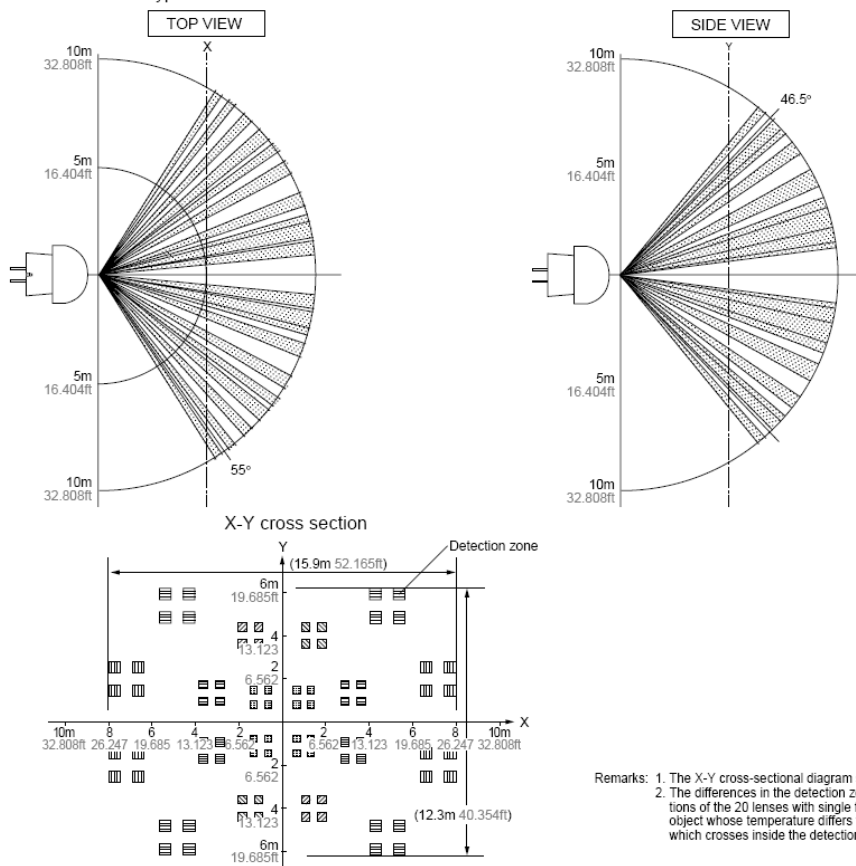 TOP VIEW
SIDE VIEW
X
Y
10m
32.808ft
10m
32.808ft
46.5º
5m
16.404ft
5m
16.404ft
5m
16.404ft
5m
16.404ft
10m
32.808ft
55º
10m
32.808ft
X-Y cross section
Y
Detection zone
(15.9m 52.165ft)
6m
19.685ft
4
13.123
2
6.562
X
10m 8 6 4 2 2 4 6 8 10m
32.808ft 26.247 19.685 13.123 6.562 6.562 13.123 19.685 26.247 32.808ft
2
6.562
4
13.123
(12.3m 40.354ft)
6m
19.685ft
Remarks: 1. The X-Y cross-sectional diagram
2. The differences in the detection
tions of the 20 lenses with single
object whose temperature differs
which crosses inside the detection